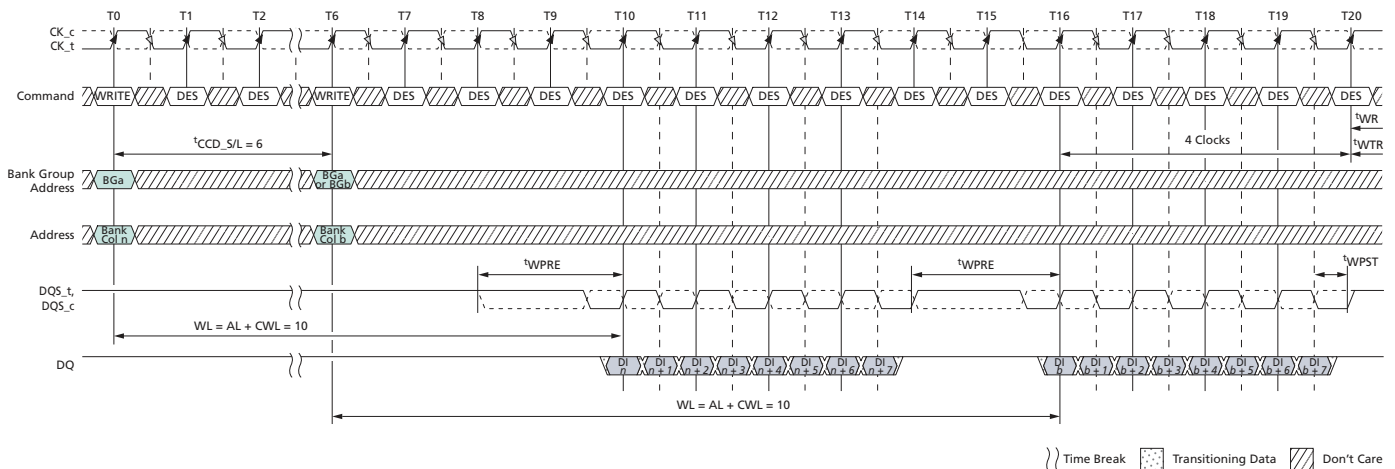 T0 T1 T2 T6 T7 T8 T9 T10 T11 T12 T13 T14 T15 T16 T17 T18 T19 T20
CK_c
CK_t
Command WRITE DES DES WRITE DES DES DES DES DES DES DES DES DES DES DES DES DES DES
tWR
tCCD_S/L = 6
4 Clocks
tWTR
Bank Group
Address
BGa
BGa
or BGb
Address
Bank
Col n
Bank
Col b
tWPRE
tWPRE
tWPST
DQS_t,
DQS_c
WL = AL + CWL = 10
DQ
DI
n
DI
n + 1
DI
n + 2
DI
n + 3
DI
n + 4
DI
n + 5
DI
n + 6
DI
n + 7
DI
b
DI
b + 1
DI
b + 2
DI
b + 3
DI
b + 4
DI
b + 5
DI
b + 6
DI
b + 7
WL = AL + CWL = 10
Time Break Transitioning Data Don't Care